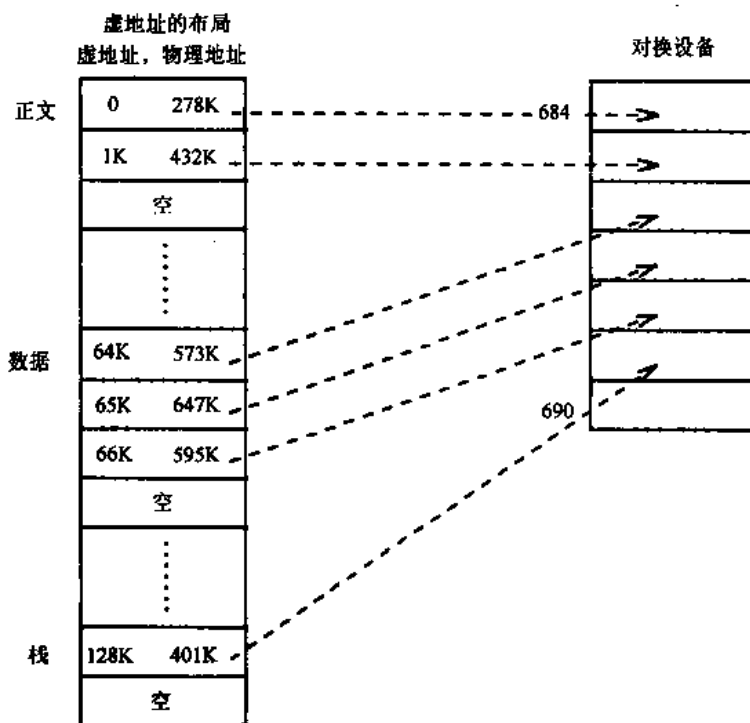 虚地址的布局
虚地址，物理地址
对换设备
正文
0 278K
684
1K 432K
空
数据
64K 573K
65K 647K
690
66K 595K
空
栈
128K 401K
空